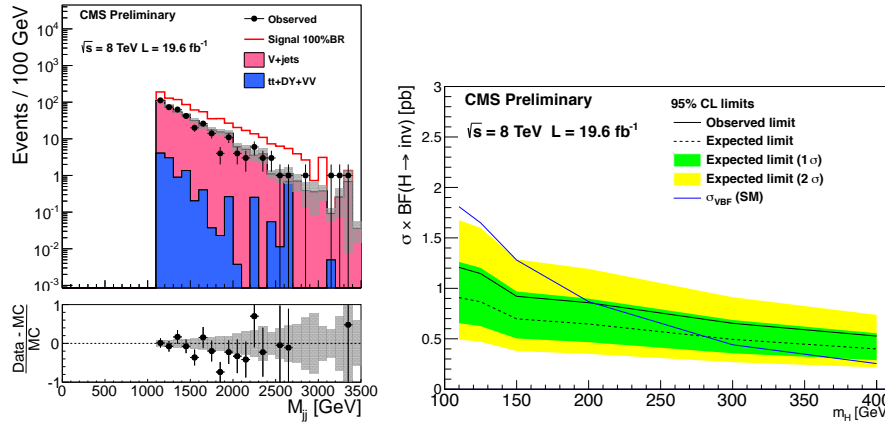 CMS Preliminary
√s = 8 TeV L = 19.6 fb⁻¹
Observed
Signal 100%BR
V+jets
tt+DY+VV
Events / 100 GeV
10⁴
10³
10²
10
1
10⁻¹
10⁻²
10⁻³
Data - MC
MC
1
0
-1
0 500 1000 1500 2000 2500 3000 3500
M_jj [GeV]
CMS Preliminary
√s = 8 TeV L = 19.6 fb⁻¹
95% CL limits
Observed limit
Expected limit
Expected limit (1 σ)
Expected limit (2 σ)
σ_VBF (SM)
σ × BF(H → inv) [pb]
3
2.5
2
1.5
1
0.5
0
100 150 200 250 300 350 400
m_H [GeV]